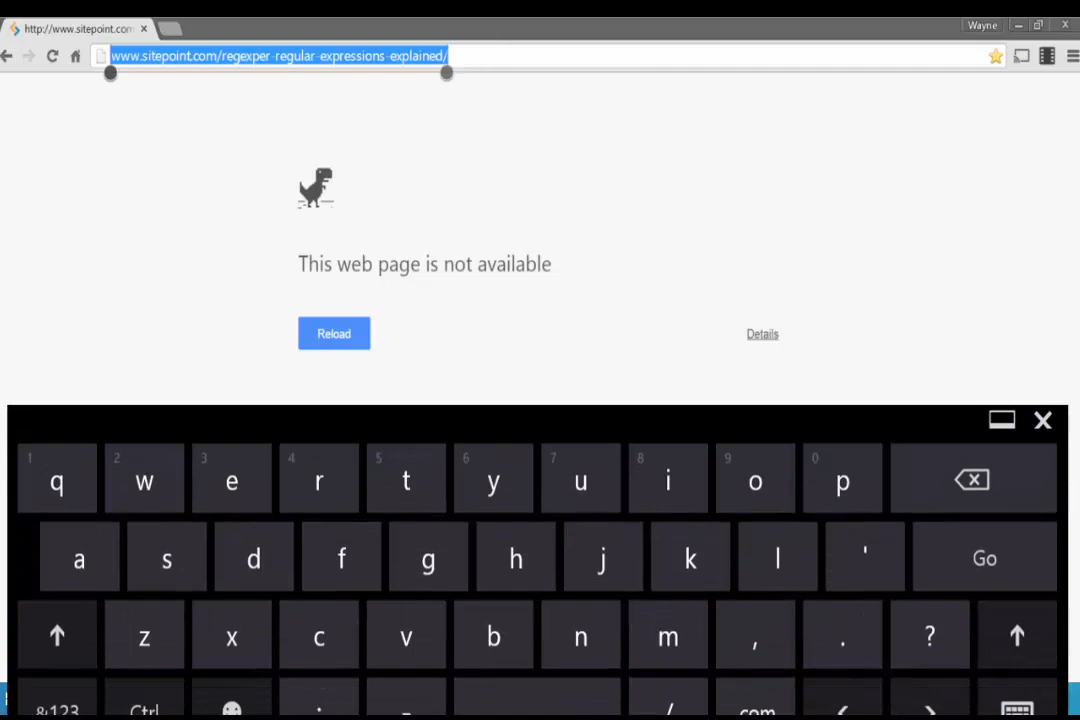 http://www.sitepoint.com
Wayne
www.sitepoint.com/regexper-regular-expressions-explained/
This web page is not available
Reload
Details
1 2 3 4 5 6 7 8 9 0
q w e r t y u i o p
a s d f g h j k l ' Go
z x c v b n m , . ?
&123 Ctrl : - / .com < >